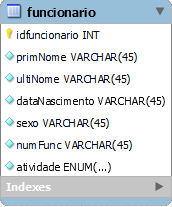 funcionario
idfuncionario INT
primNome VARCHAR(45)
ultiNome VARCHAR(45)
dataNascimento VARCHAR(45)
sexo VARCHAR(45)
numFunc VARCHAR(45)
atividade ENUM(...)
Indexes